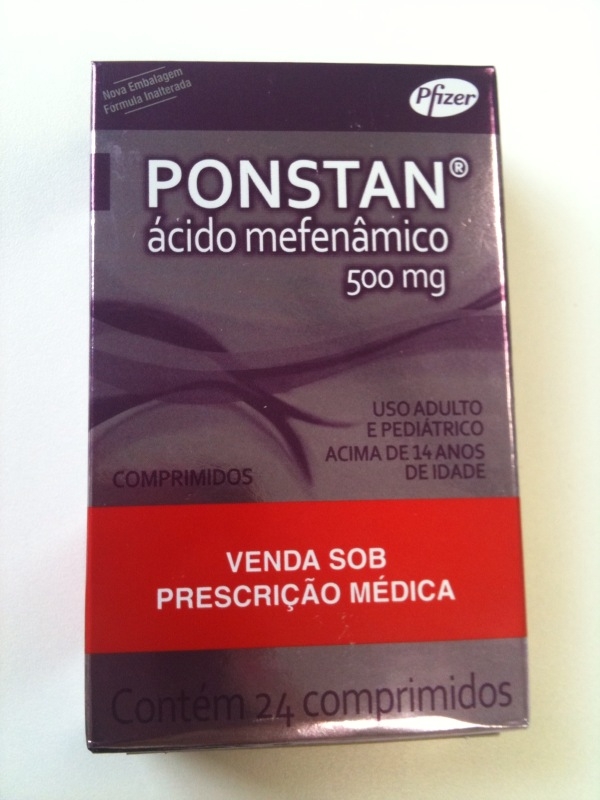 Nova Embalagem
Fórmula Inalterada
Pfizer
PONSTAN®
ácido mefenâmico
500 mg
USO ADULTO
E PEDIÁTRICO
ACIMA DE 14 ANOS
DE IDADE
COMPRIMIDOS
VENDA SOB
PRESCRIÇÃO MÉDICA
Contém 24 comprimidos